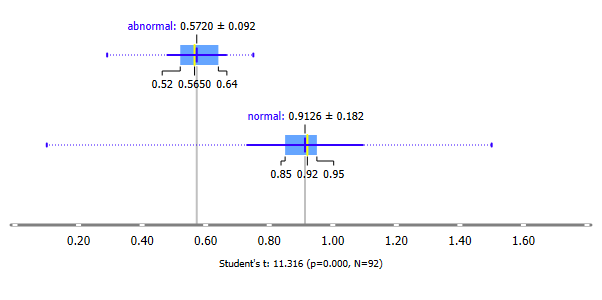 abnormal: 0.5720 ± 0.092
0.52 0.5650 0.64
normal: 0.9126 ± 0.182
0.85 0.92 0.95
0.20 0.40 0.60 0.80 1.00 1.20 1.40 1.60
Student's t: 11.316 (p=0.000, N=92)